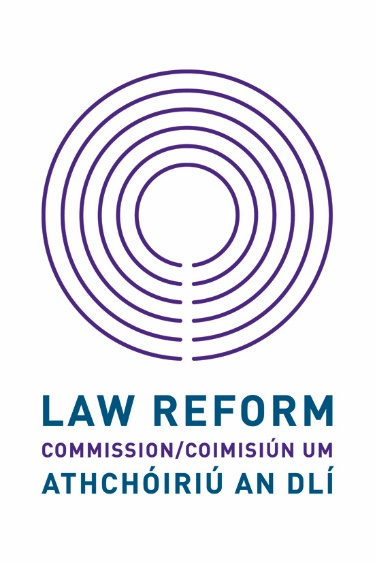 LAW REFORM
COMMISSION/COIMISIÚN UM
ATHCHÓIRIÚ AN DLÍ